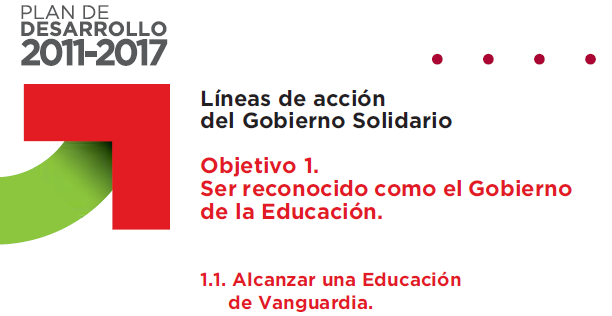 PLAN DE
DESARROLLO
2011-2017
Líneas de acción
del Gobierno Solidario
Objetivo 1.
Ser reconocido como el Gobierno
de la Educación.
1.1. Alcanzar una Educación
de Vanguardia.